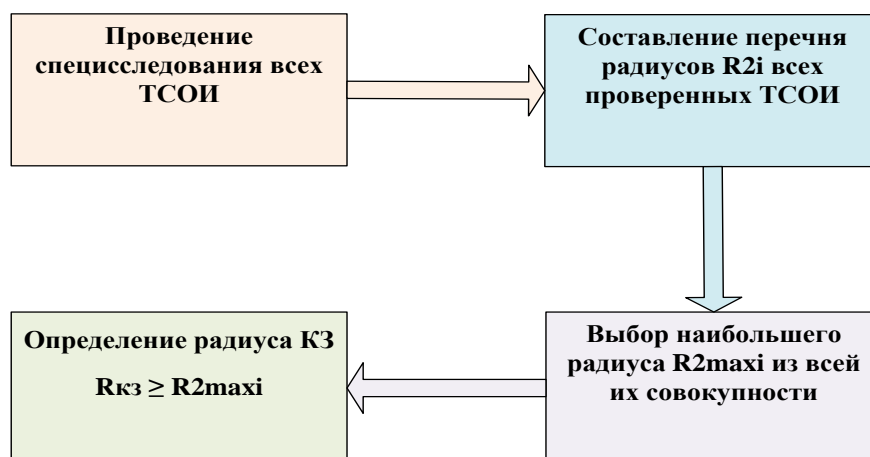 Проведение
специсследования всех
ТСОИ
Составление перечня
радиусов R2i всех
проверенных ТСОИ
Выбор наибольшего
радиуса R2maxi из всей
их совокупности
Определение радиуса КЗ
Rкз ≥ R2maxi